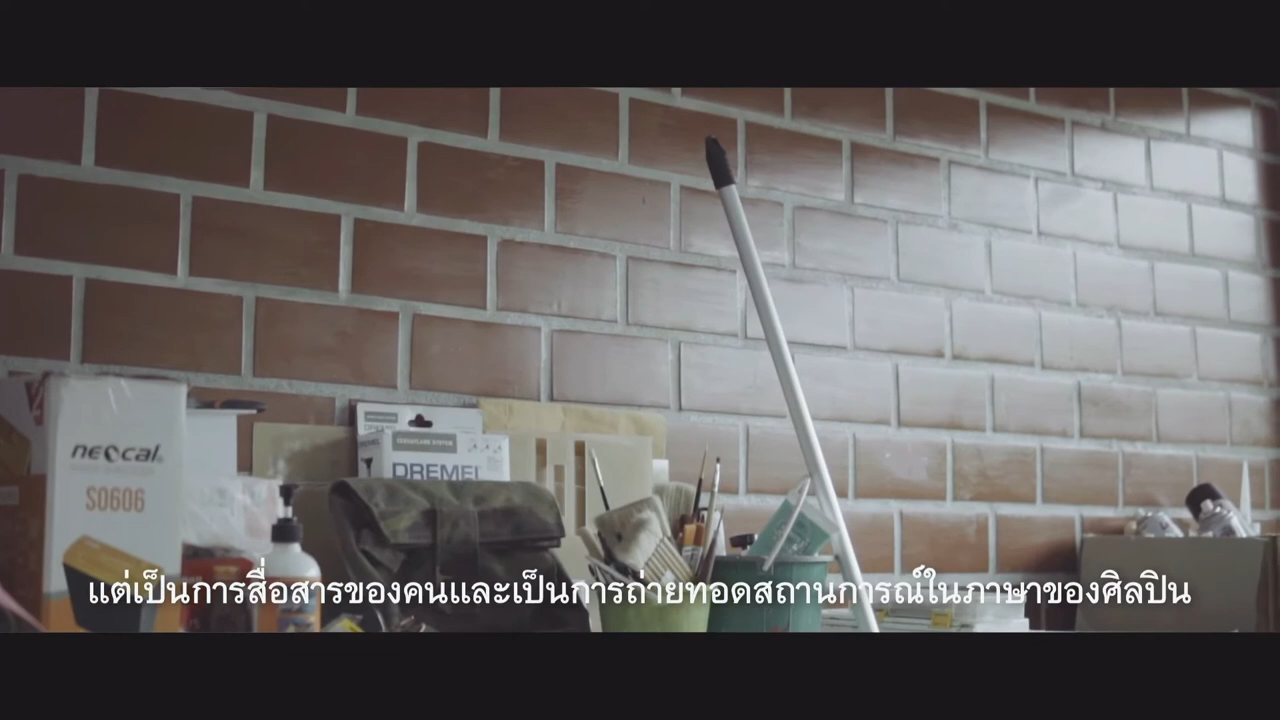 neocal
S0606
DREMEL
แต่เป็นการสื่อสารของคนและเป็นการถ่ายทอดสถานการณ์ในภาษาของศิลปิน